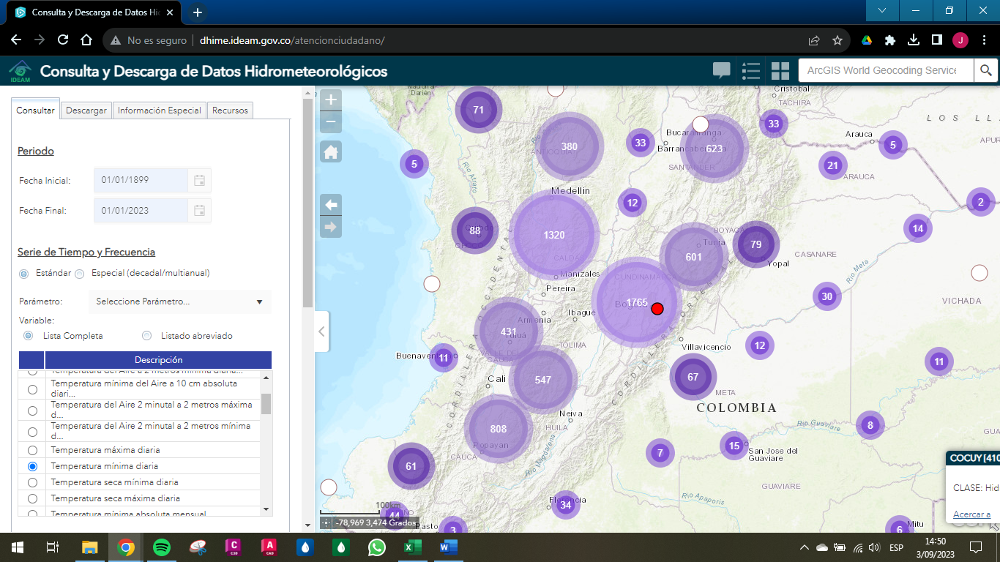 Consulta y Descarga de Datos Hi
No es seguro
dhime.ideam.gov.co/atencionciudadano/
J
IDEAM
Consulta y Descarga de Datos Hidrometeorológicos
ArcGIS World Geocoding Service
Consultar
Descargar
Información Especial
Recursos
Periodo
Fecha Inicial:
01/01/1899
Fecha Final:
01/01/2023
Serie de Tiempo y Frecuencia
Estándar
Especial (decadal/multianual)
Parámetro:
Seleccione Parámetro...
Variable:
Lista Completa
Listado abreviado
Descripción
Temperatura del Aire a 2 metros mínima diaria...
Temperatura mínima del Aire a 10 cm absoluta
diari...
Temperatura del Aire 2 minutal a 2 metros máxima
d...
Temperatura del Aire 2 minutal a 2 metros mínima
d...
Temperatura máxima diaria
Temperatura mínima diaria
Temperatura seca mínima diaria
Temperatura seca máxima diaria
Temperatura mínima absoluta mensual
Darien
Cristobal
TACHIRA
LOS LL
71
380
ANTIOQUIA
33
Bucaramanga
Barrancabermeja
623
SANTANDER
33
Arauca
5
APUR
5
21
ARAUCA
Rio Atrato
Medellin
12
2
88
CHOCO
1320
CALDAS
601
BOYACA
Tunja
79
Yopal
14
CASANARE
Rio Meta
Manizales
CUNDINAMARCA
Pereira
1765
Bogota
30
VICHADA
Ibagué
Armenia
431
Tuluá
TOLIMA
VALLE DEL
CAUCA
Villavicencio
12
Buenaventura
11
11
CORDILLERA OCCIDENTAL
CORDILLERA ORIENTAL
Cali
547
67
META
COLOMBIA
Neiva
HUILA
808
Popayan
CAUCA
Rio Magdalena
Rio Guaviare
8
GUA
15
San Jose del
Guaviare
7
61
GUAVIARE
COCUY [410
CLASE: Hid
Acercar a
Florencia
34
Rio Apaporis
100km
44
Pasto
3
6
Mitu
-78,969 3,474 Grados
ESP
14:50
3/09/2023